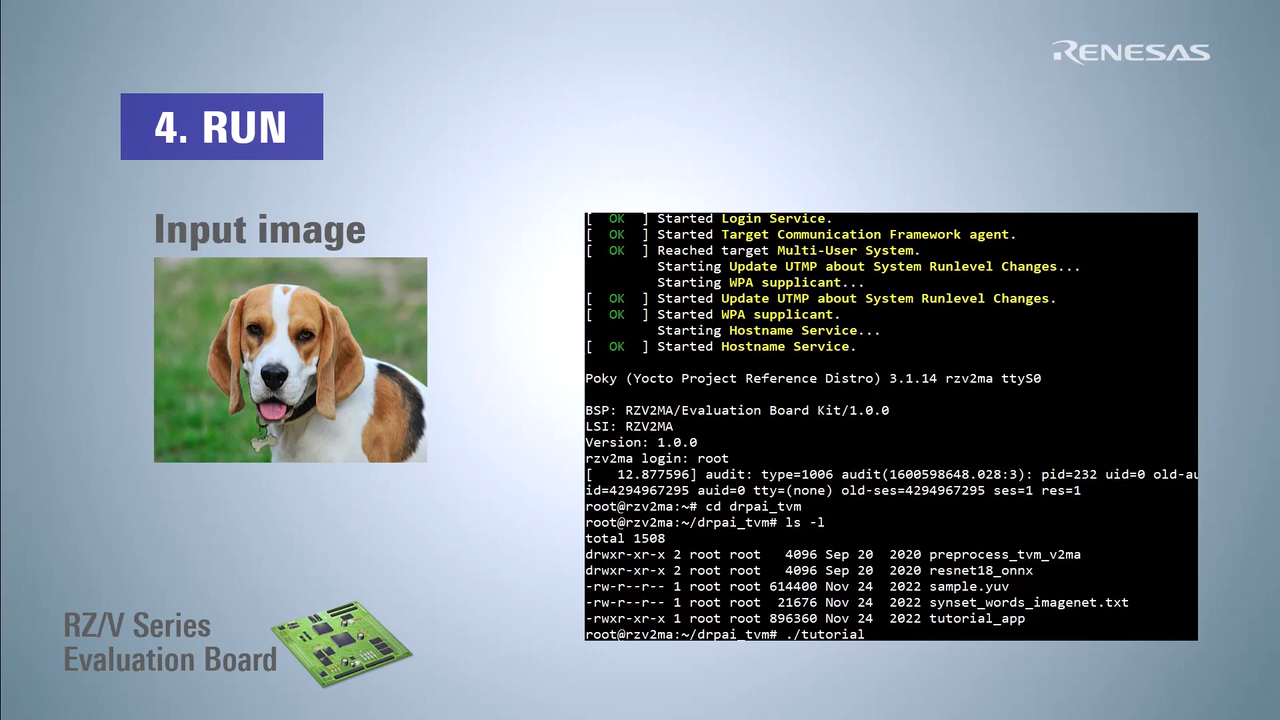 RENESAS
4. RUN
Input image
[  OK  ] Started Login Service.
[  OK  ] Started Target Communication Framework agent.
[  OK  ] Reached target Multi-User System.
         Starting Update UTMP about System Runlevel Changes...
         Starting WPA supplicant...
[  OK  ] Started Update UTMP about System Runlevel Changes.
[  OK  ] Started WPA supplicant.
         Starting Hostname Service...
[  OK  ] Started Hostname Service.
Poky (Yocto Project Reference Distro) 3.1.14 rzv2ma ttyS0
BSP: RZV2MA/Evaluation Board Kit/1.0.0
LSI: RZV2MA
Version: 1.0.0
rzv2ma login: root
[   12.877596] audit: type=1006 audit(1600598648.028:3): pid=232 uid=0 old-au
id=4294967295 auid=0 tty=(none) old-ses=4294967295 ses=1 res=1
root@rzv2ma:~# cd drpai_tvm
root@rzv2ma:~/drpai_tvm# ls -l
total 1508
drwxr-xr-x 2 root root   4096 Sep 20  2020 preprocess_tvm_v2ma
drwxr-xr-x 2 root root   4096 Sep 20  2020 resnet18_onnx
-rw-r--r-- 1 root root 614400 Nov 24  2022 sample.yuv
-rw-r--r-- 1 root root  21676 Nov 24  2022 synset_words_imagenet.txt
-rwxr-xr-x 1 root root 896360 Nov 24  2022 tutorial_app
root@rzv2ma:~/drpai_tvm# ./tutorial
RZ/V Series
Evaluation Board